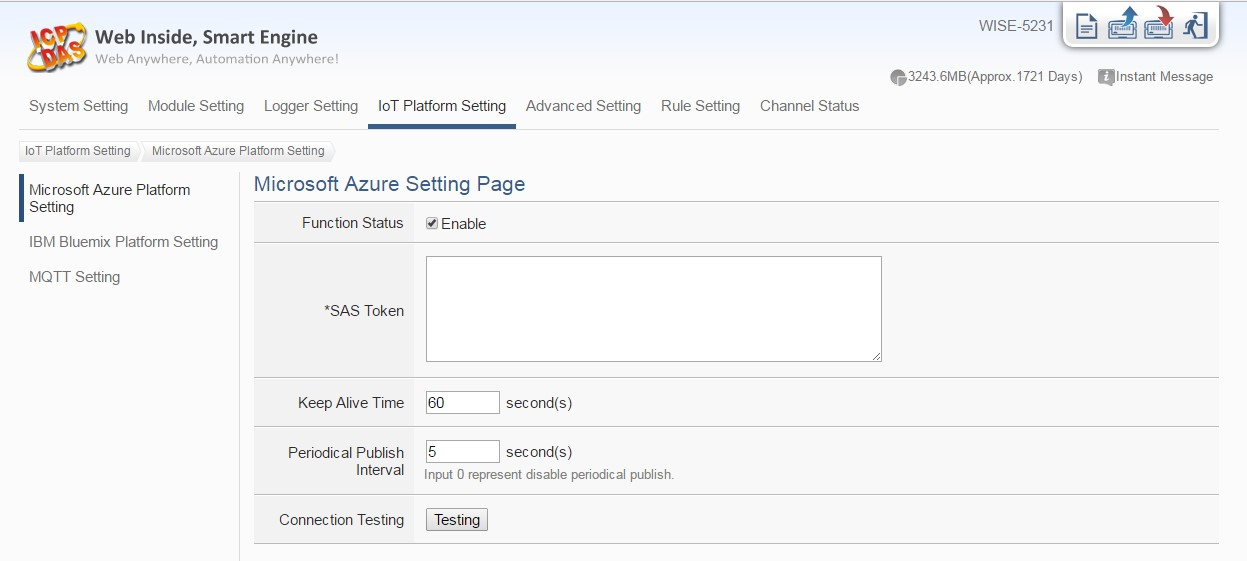 ICP DAS
Web Inside, Smart Engine
Web Anywhere, Automation Anywhere!
WISE-5231
3243.6MB(Approx.1721 Days)
Instant Message
System Setting
Module Setting
Logger Setting
IoT Platform Setting
Advanced Setting
Rule Setting
Channel Status
IoT Platform Setting
Microsoft Azure Platform Setting
Microsoft Azure Platform
Setting
IBM Bluemix Platform Setting
MQTT Setting
Microsoft Azure Setting Page
Function Status
Enable
*SAS Token
Keep Alive Time
60
second(s)
Periodical Publish
Interval
5
second(s)
Input 0 represent disable periodical publish.
Connection Testing
Testing